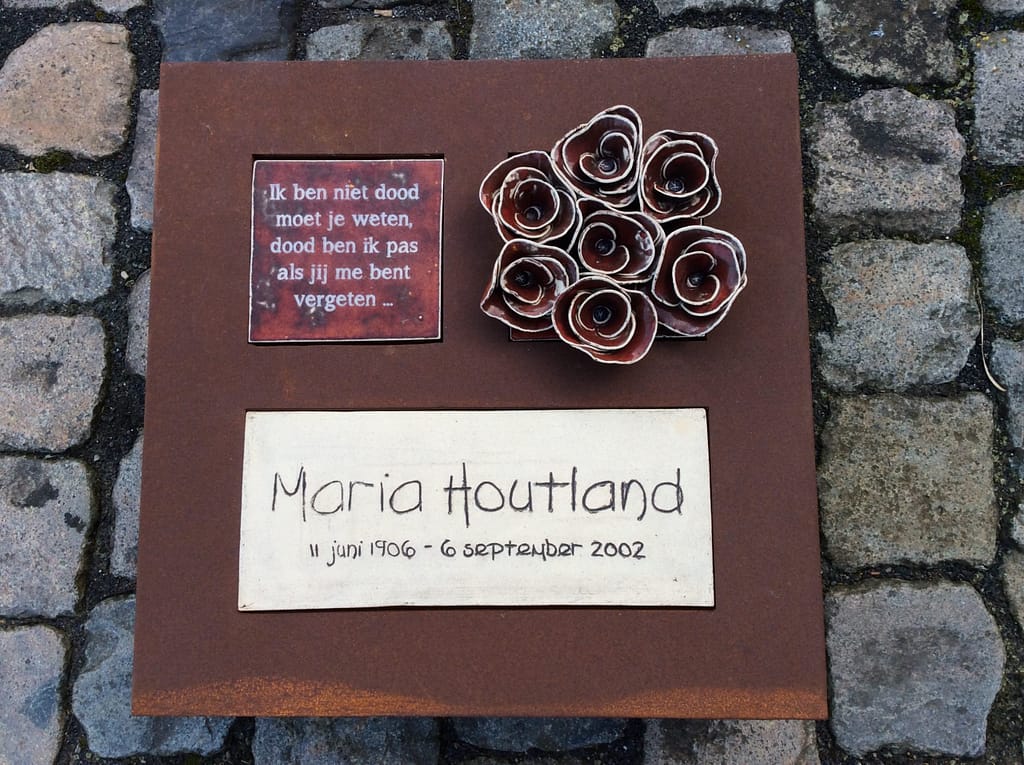 Ik ben niet dood
moet je weten,
dood ben ik pas
als jij me bent
vergeten ...
Maria Houtland
11 juni 1906 - 6 september 2002